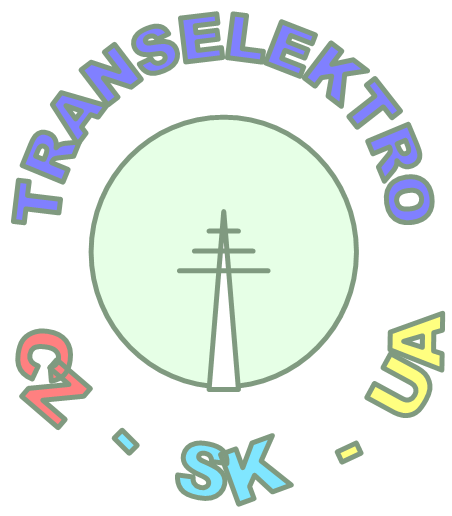 TRANSELEKTRO
CZ - SK - UA